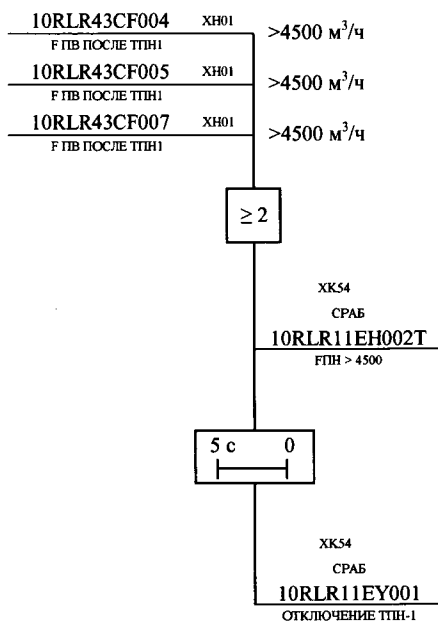 10RLR43CF004 XH01 >4500 м³/ч
F ПВ ПОСЛЕ ТПН1
10RLR43CF005 XH01 >4500 м³/ч
F ПВ ПОСЛЕ ТПН1
10RLR43CF007 XH01 >4500 м³/ч
F ПВ ПОСЛЕ ТПН1
≥ 2
XK54
СРАБ
10RLR11EH002T
FПН > 4500
5 с 0
XK54
СРАБ
10RLR11EY001
ОТКЛЮЧЕНИЕ ТПН-1